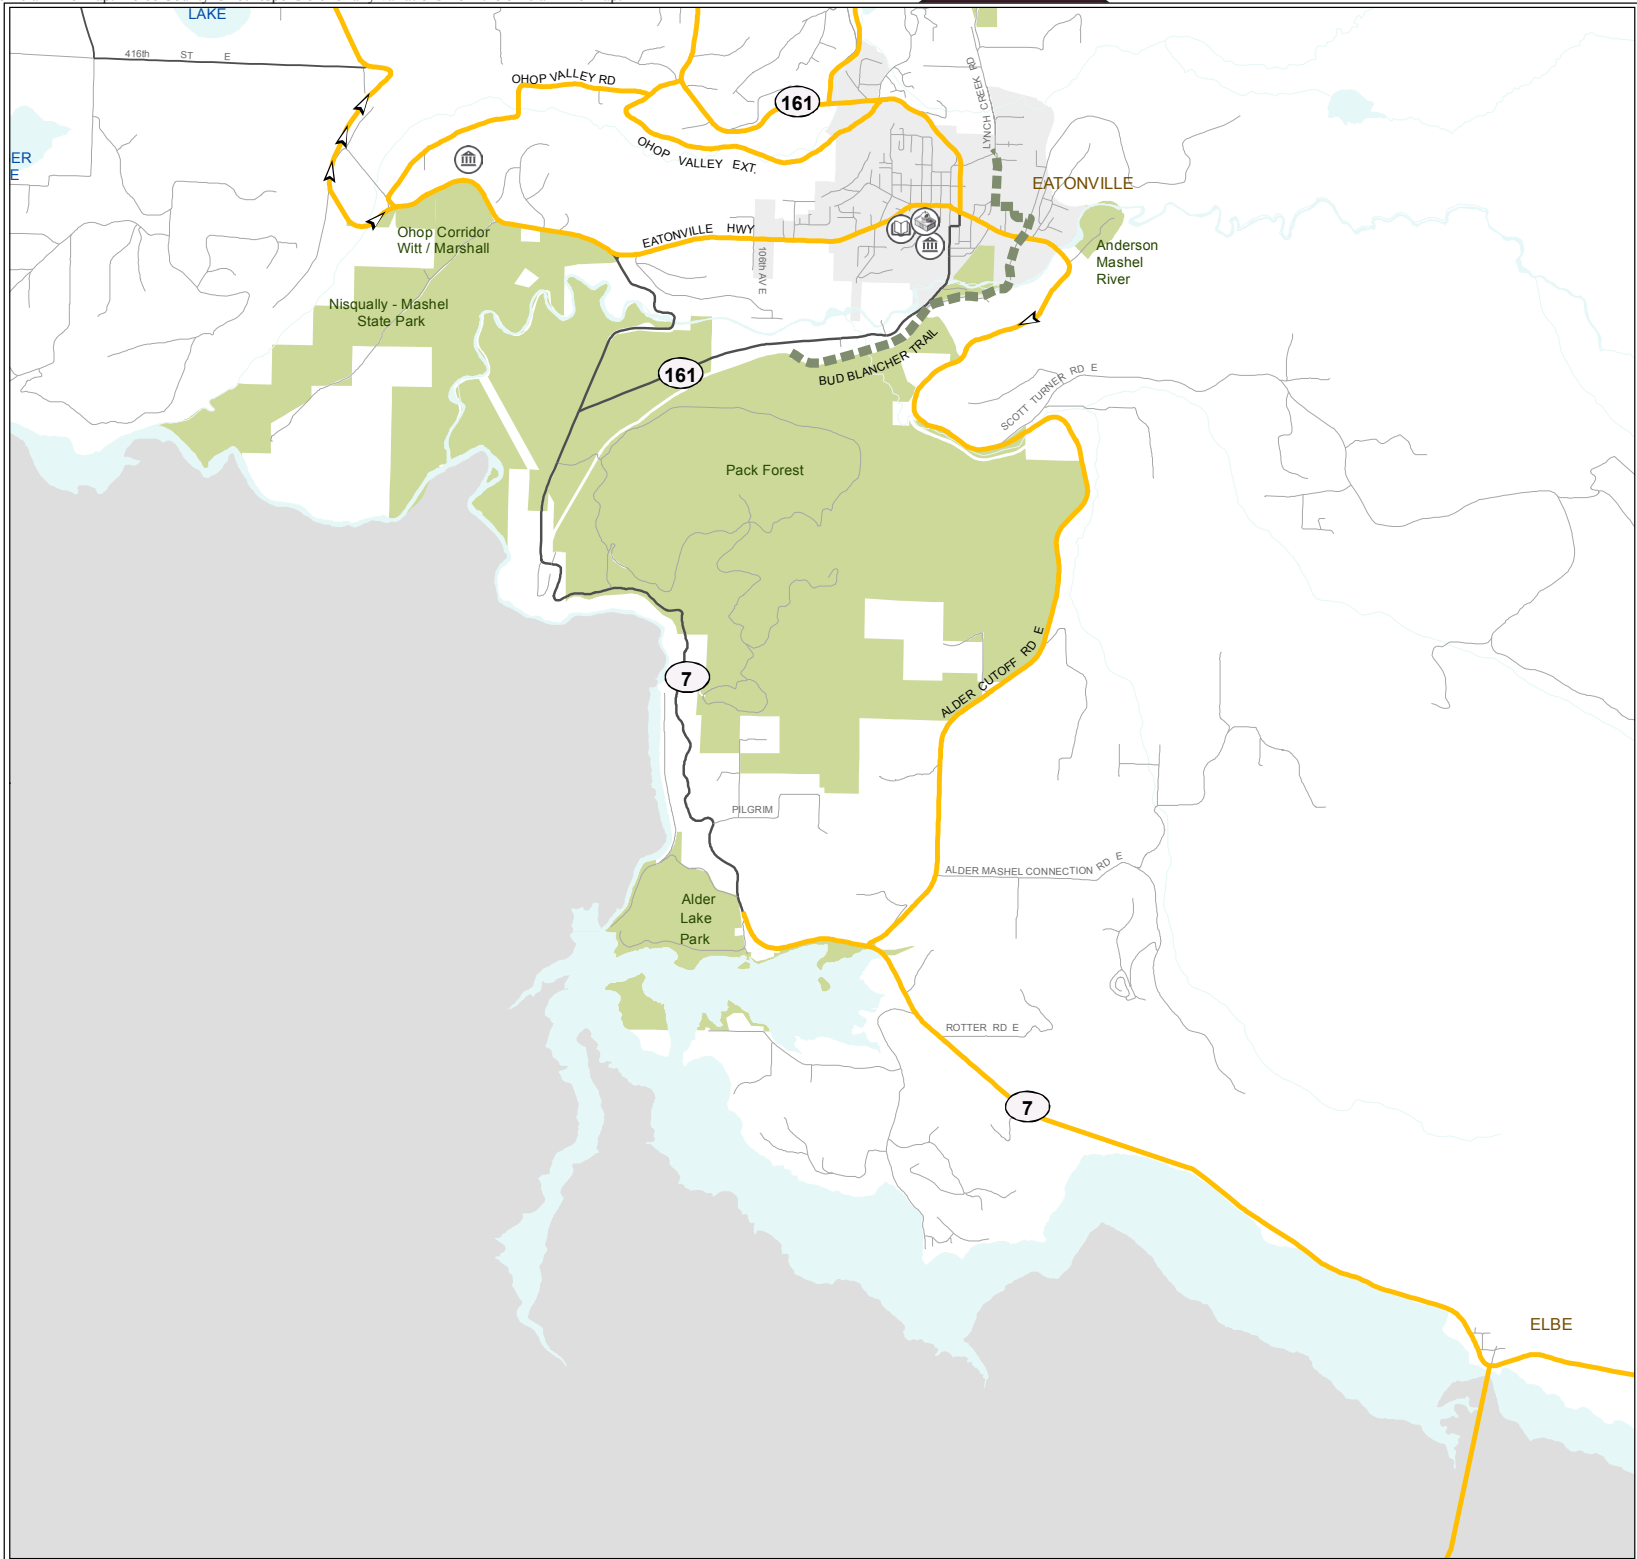 LAKE
416th ST E
OHOP VALLEY RD
161
LYNCH CREEK RD
OHOP VALLEY EXT.
ER
E
EATONVILLE
Ohop Corridor
Witt / Marshall
EATONVILLE HWY
106th AV E
Anderson
Mashel
River
Nisqually - Mashel
State Park
161
BUD BLANCHER TRAIL
SCOTT TURNER RD E
Pack Forest
ALDER CUTOFF RD E
7
PILGRIM
ALDER MASHEL CONNECTION RD E
Alder
Lake
Park
ROTTER RD E
7
ELBE